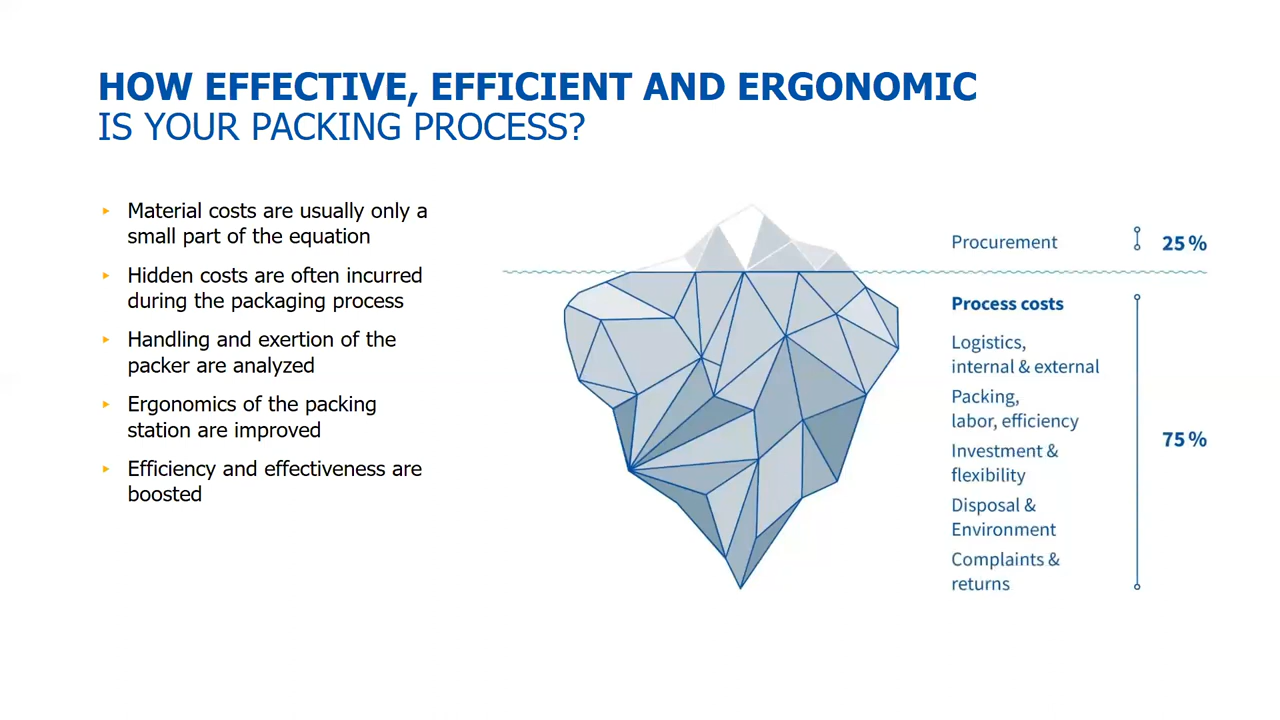 HOW EFFECTIVE, EFFICIENT AND ERGONOMIC
IS YOUR PACKING PROCESS?
Material costs are usually only a
small part of the equation
Hidden costs are often incurred
during the packaging process
Handling and exertion of the
packer are analyzed
Ergonomics of the packing
station are improved
Efficiency and effectiveness are
boosted
Procurement 25 %
Process costs
Logistics,
internal & external
Packing,
labor, efficiency
75 %
Investment &
flexibility
Disposal &
Environment
Complaints &
returns